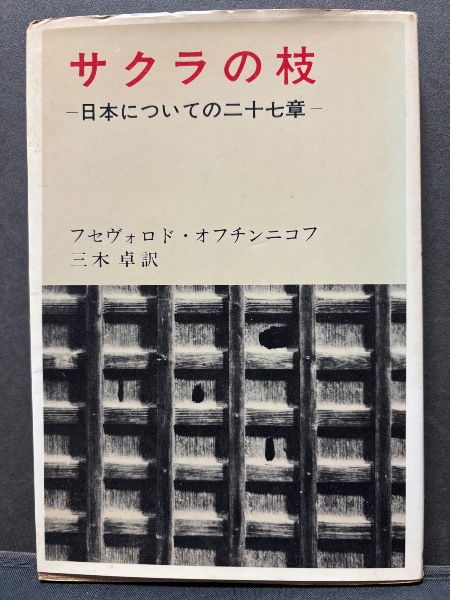 サクラの枝
－日本についての二十七章－
フセヴォロド・オフチンニコフ
三木 卓訳